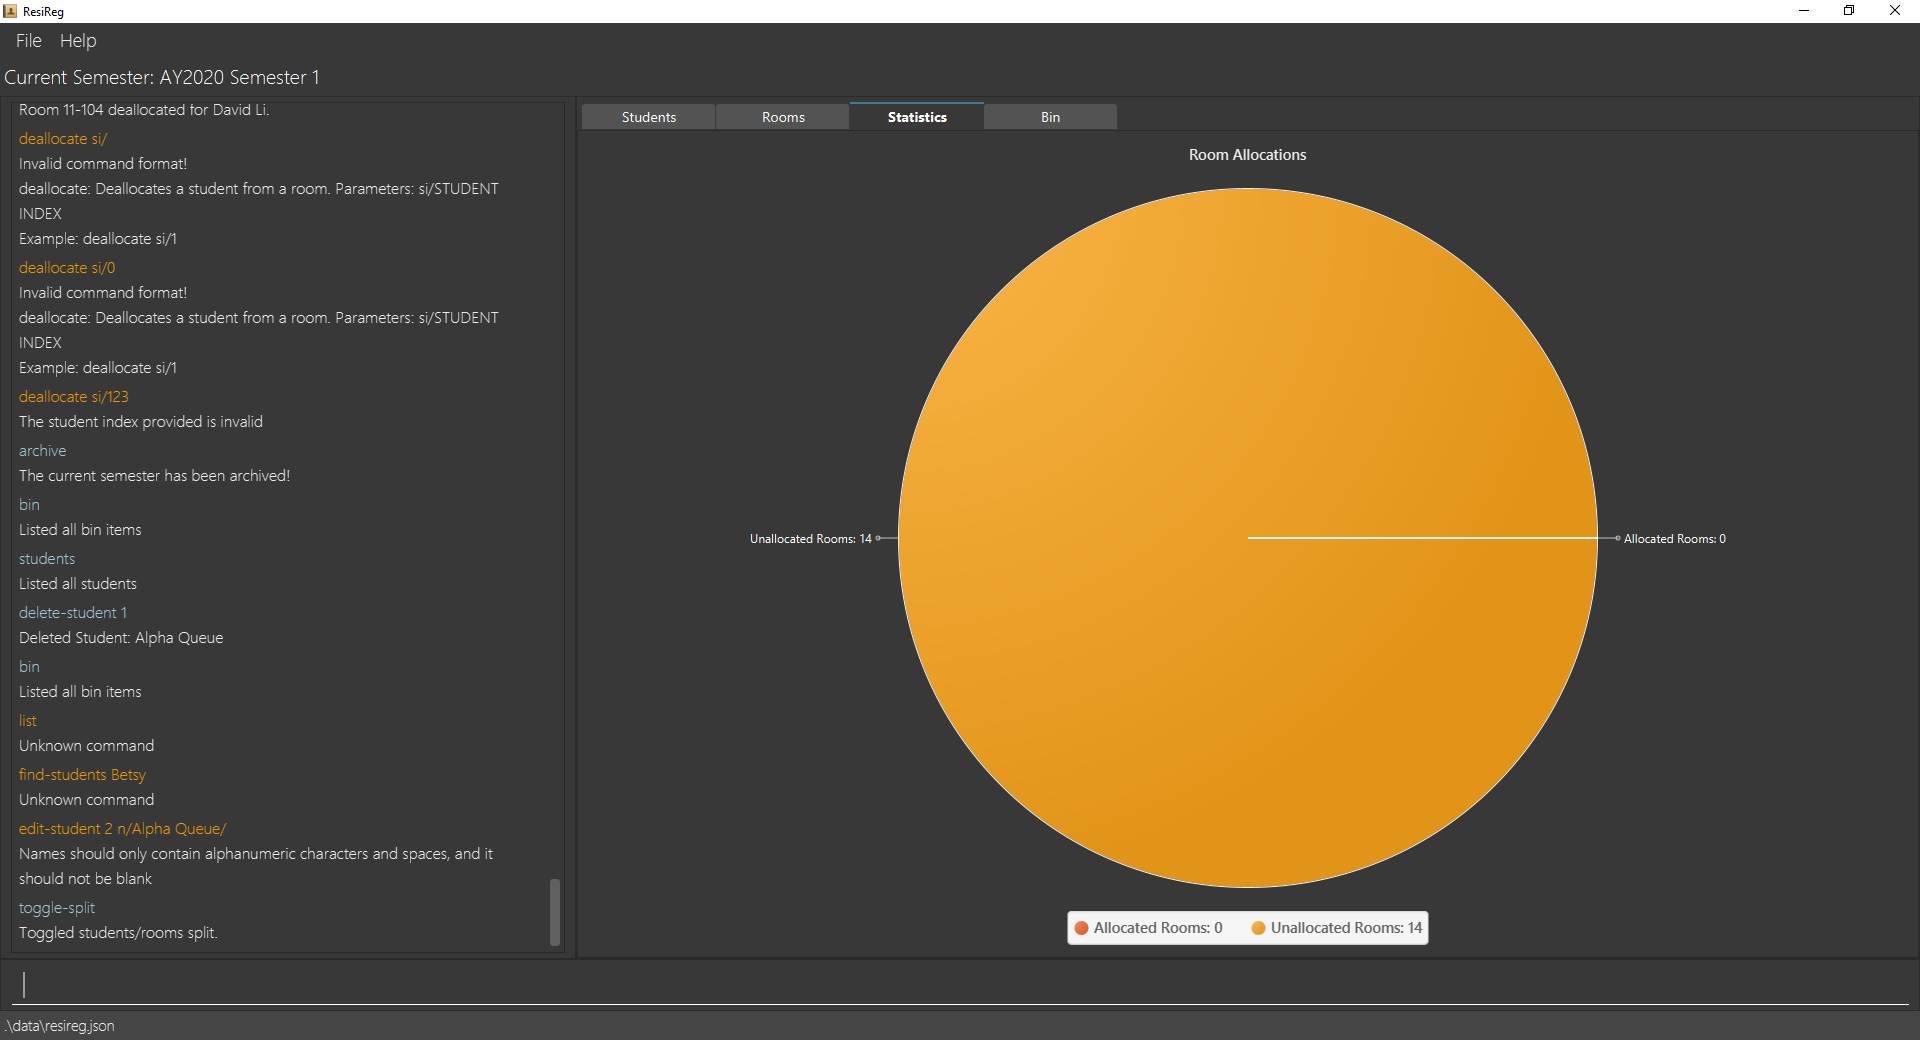 ResiReg
File Help
Current Semester: AY2020 Semester 1
Room 11-104 deallocated for David Li.
deallocate si/
Invalid command format!
deallocate: Deallocates a student from a room. Parameters: si/STUDENT
INDEX
Example: deallocate si/1
deallocate si/0
Invalid command format!
deallocate: Deallocates a student from a room. Parameters: si/STUDENT
INDEX
Example: deallocate si/1
deallocate si/123
The student index provided is invalid
archive
The current semester has been archived!
bin
Listed all bin items
students
Listed all students
delete-student 1
Deleted Student: Alpha Queue
bin
Listed all bin items
list
Unknown command
find-students Betsy
Unknown command
edit-student 2 n/Alpha Queue/
Names should only contain alphanumeric characters and spaces, and it
should not be blank
toggle-split
Toggled students/rooms split.
Students Rooms Statistics Bin
Room Allocations
Unallocated Rooms: 14
Allocated Rooms: 0
Allocated Rooms: 0 Unallocated Rooms: 14
.\data\resireg.json